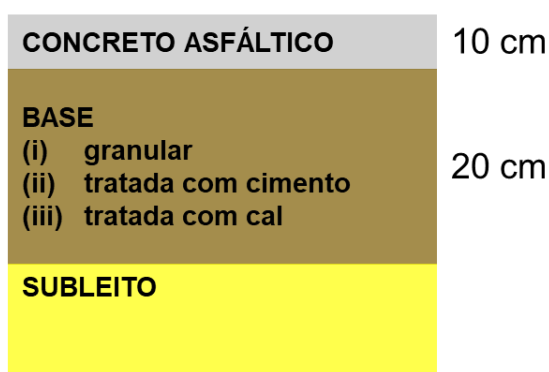 CONCRETO ASFÁLTICO
10 cm
BASE
(i) granular
(ii) tratada com cimento
(iii) tratada com cal
20 cm
SUBLEITO